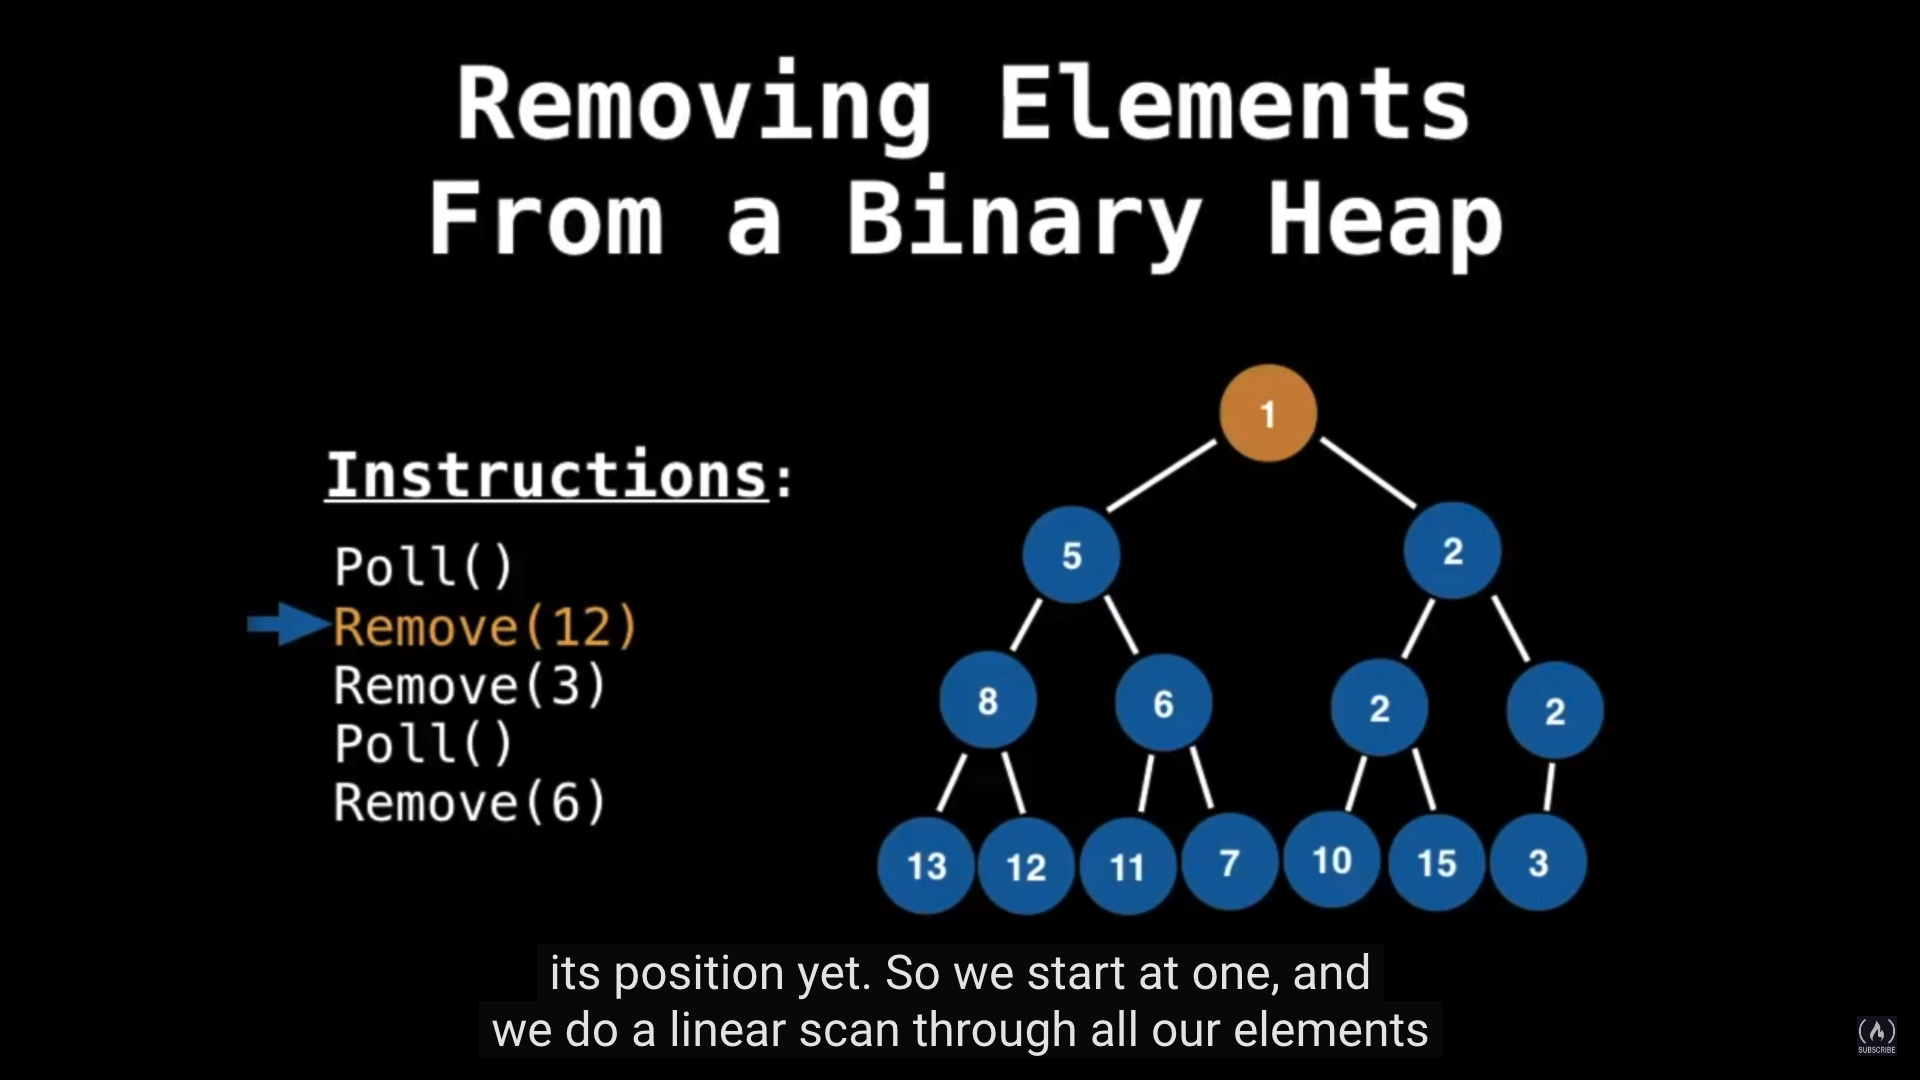 Removing Elements
From a Binary Heap
Instructions:
Poll()
Remove(12)
Remove(3)
Poll()
Remove(6)
1
5 2
8 6 2 2
13 12 11 7 10 15 3
its position yet. So we start at one, and
we do a linear scan through all our elements
SUBSCRIBE